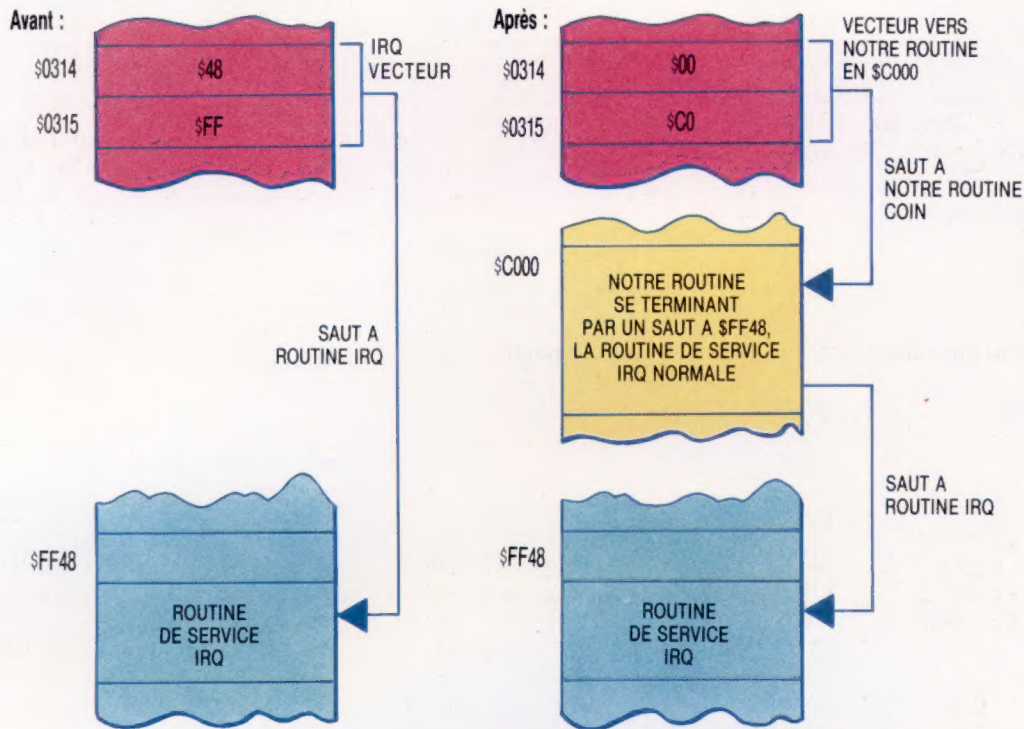 Avant :
$0314
$48
$0315
$FF
IRQ
VECTEUR
SAUT A
ROUTINE IRQ
$FF48
ROUTINE
DE SERVICE
IRQ
Après :
$0314
$00
$0315
$C0
VECTEUR VERS
NOTRE ROUTINE
EN $C000
SAUT A
NOTRE ROUTINE
COIN
$C000
NOTRE ROUTINE
SE TERMINANT
PAR UN SAUT A $FF48,
LA ROUTINE DE SERVICE
IRQ NORMALE
SAUT A
ROUTINE IRQ
$FF48
ROUTINE
DE SERVICE
IRQ